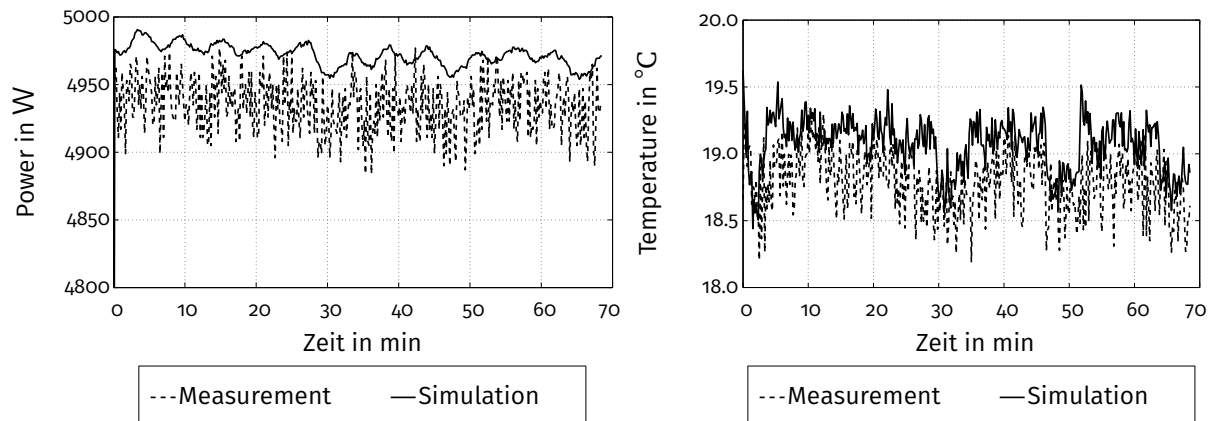 Power in W
5000
4950
4900
4850
4800
0 10 20 30 40 50 60 70
Zeit in min
Measurement Simulation
Temperature in °C
20.0
19.5
19.0
18.5
18.0
0 10 20 30 40 50 60 70
Zeit in min
Measurement Simulation